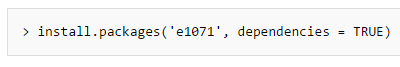 > install.packages('e1071', dependencies = TRUE)